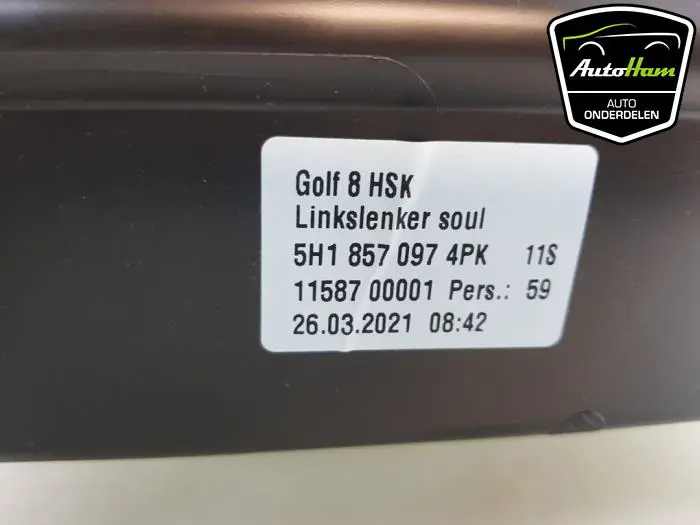 AutoHam
AUTO
ONDERDELEN
Golf 8 HSK
Linkslenker soul
5H1 857 097 4PK 11S
11587 00001 Pers.: 59
26.03.2021 08:42